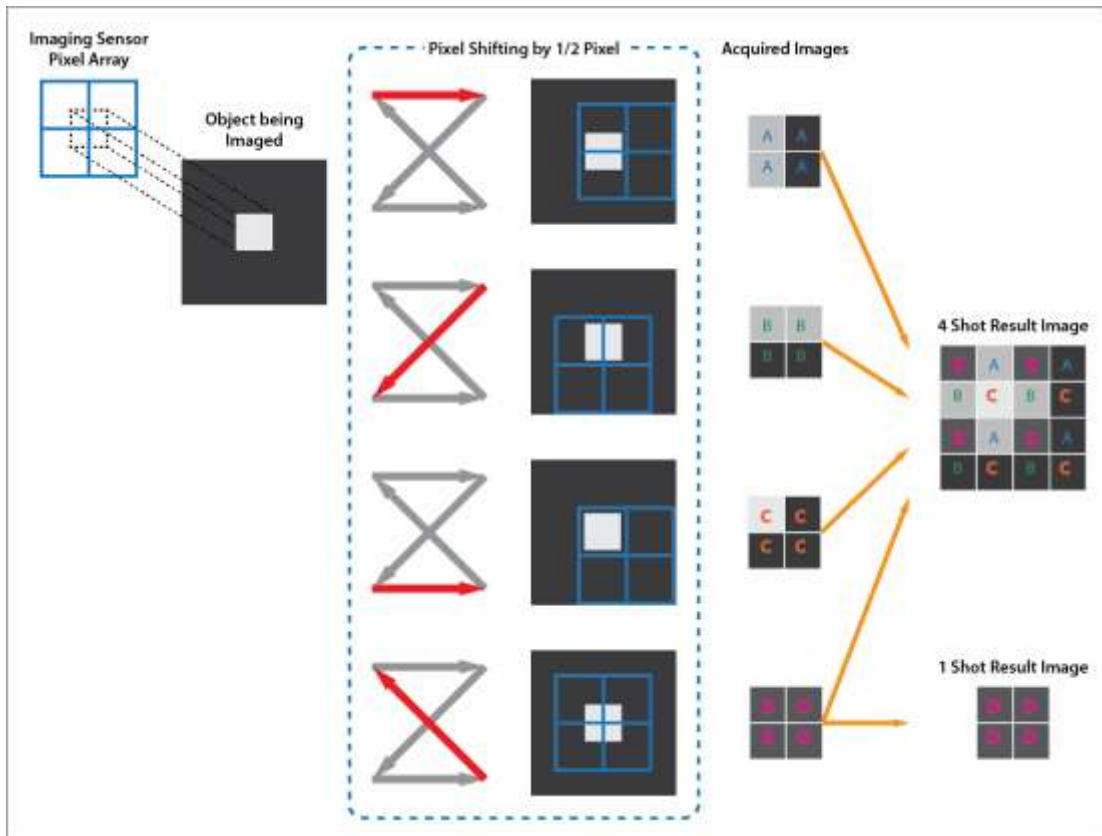 Imaging Sensor
Pixel Array
Object being
Imaged
Pixel Shifting by 1/2 Pixel
Acquired Images
A A
A A
B B
B B
C C
C C
D D
D D
4 Shot Result Image
D A D A
B C B C
D A D A
B C B C
1 Shot Result Image
D D
D D